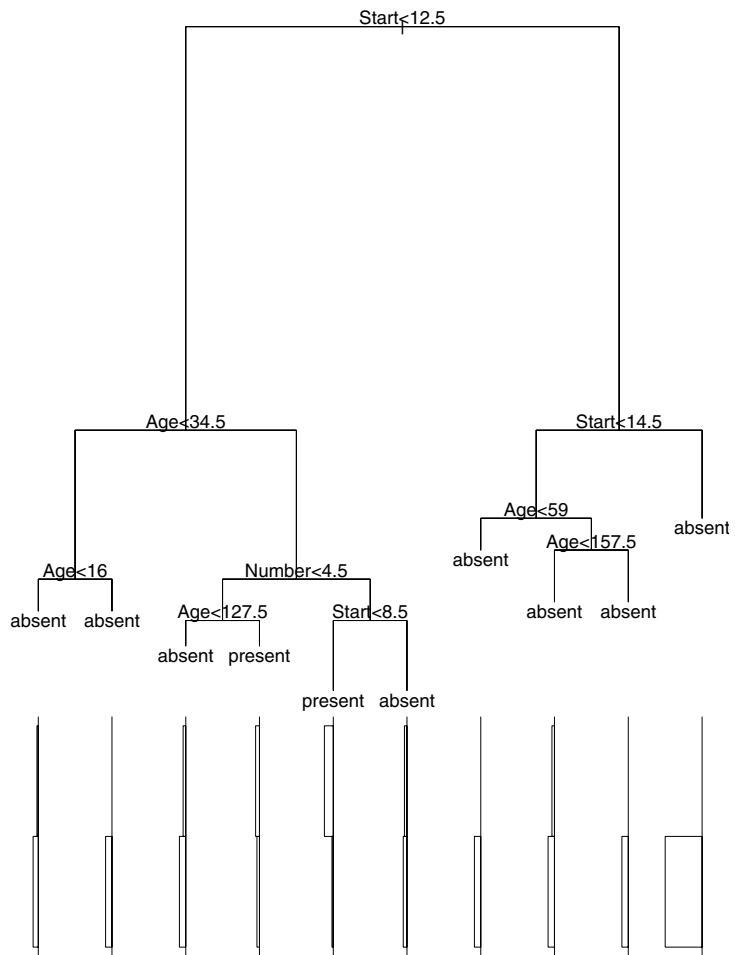 Start<12.5
Age<34.5
Start<14.5
Age<59
absent
Age<157.5
absent
Age<16
Number<4.5
absent
absent
Age<127.5
Start<8.5
absent
absent
absent
present
present
absent